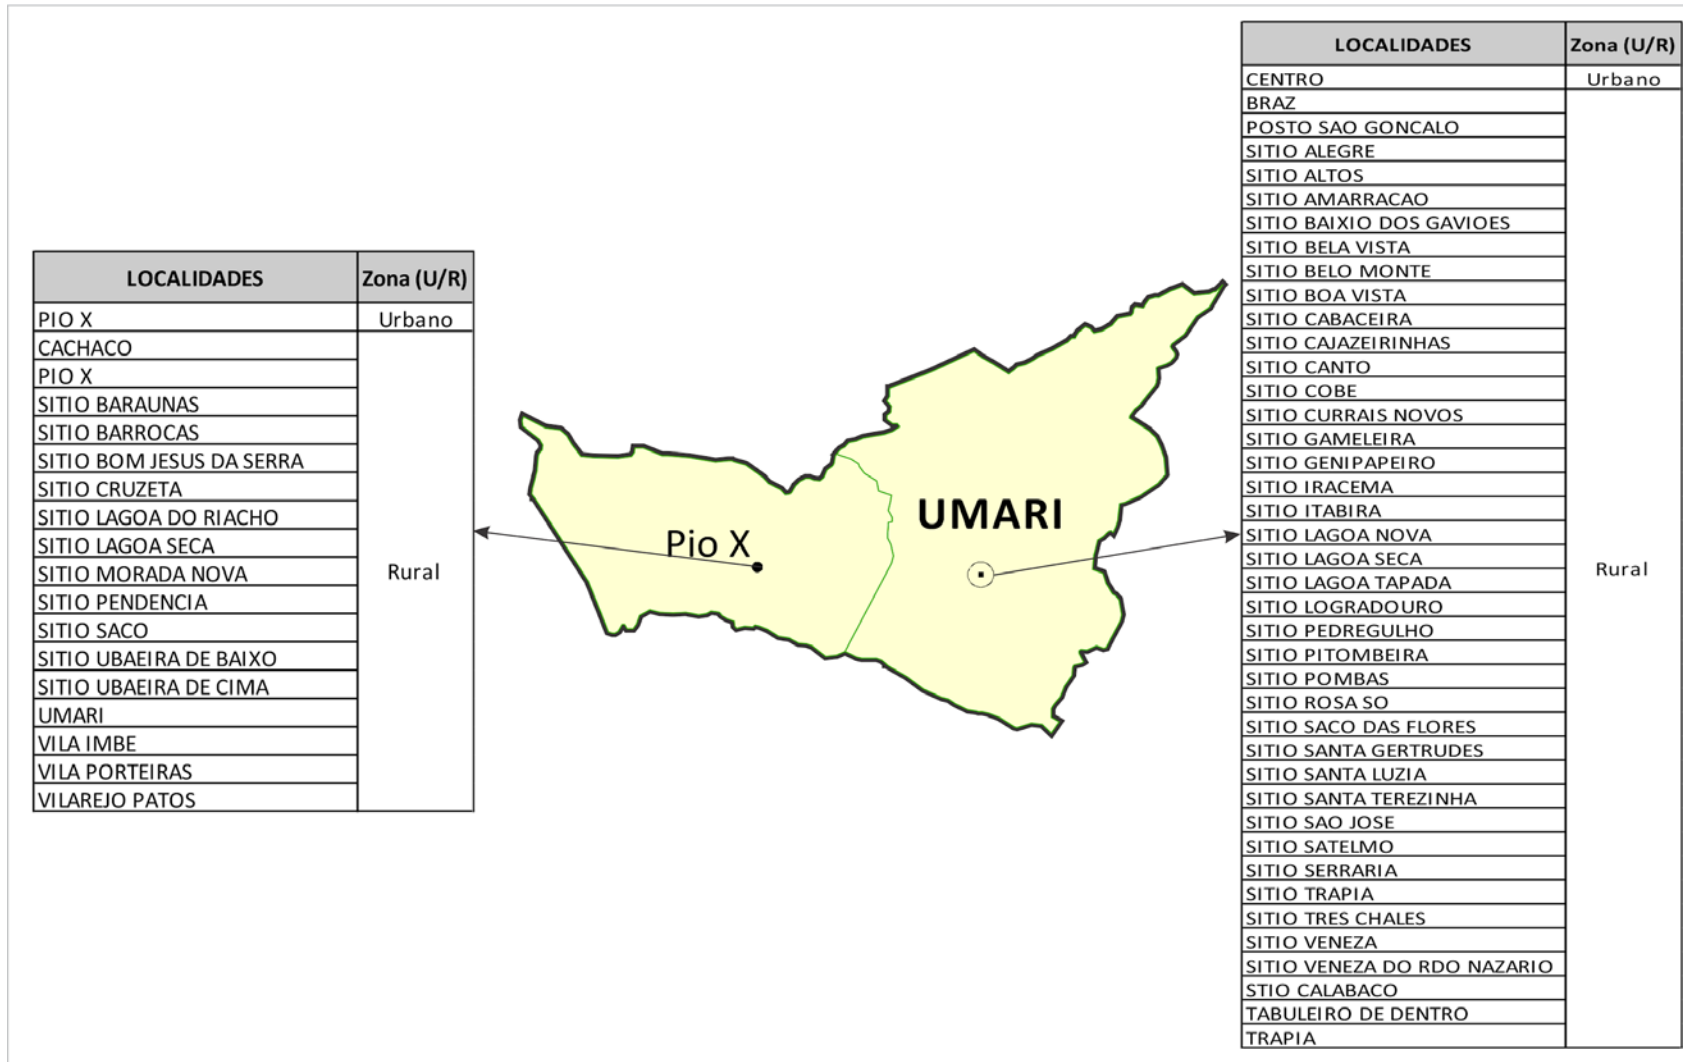 LOCALIDADES Zona (U/R)
PIO X Urbano
CACHACO
PIO X
SITIO BARAUNAS
SITIO BARROCAS
SITIO BOM JESUS DA SERRA
SITIO CRUZETA
SITIO LAGOA DO RIACHO
SITIO LAGOA SECA
SITIO MORADA NOVA
Rural
SITIO PENDENCIA
SITIO SACO
SITIO UBAEIRA DE BAIXO
SITIO UBAEIRA DE CIMA
UMARI
VILA IMBE
VILA PORTEIRAS
VILAREJO PATOS
Pio X
UMARI
LOCALIDADES Zona (U/R)
CENTRO Urbano
BRAZ
POSTO SAO GONCALO
SITIO ALEGRE
SITIO ALTOS
SITIO AMARRACAO
SITIO BAIXIO DOS GAVIOES
SITIO BELA VISTA
SITIO BELO MONTE
SITIO BOA VISTA
SITIO CABACEIRA
SITIO CAJAZEIRINHAS
SITIO CANTO
SITIO COBE
SITIO CURRAIS NOVOS
SITIO GAMELEIRA
SITIO GENIPAPEIRO
SITIO IRACEMA
SITIO ITABIRA
SITIO LAGOA NOVA
SITIO LAGOA SECA
Rural
SITIO LAGOA TAPADA
SITIO LOGRADOURO
SITIO PEDREGULHO
SITIO PITOMBEIRA
SITIO POMBAS
SITIO ROSA SO
SITIO SACO DAS FLORES
SITIO SANTA GERTRUDES
SITIO SANTA LUZIA
SITIO SANTA TEREZINHA
SITIO SAO JOSE
SITIO SATELMO
SITIO SERRARIA
SITIO TRAPIA
SITIO TRES CHALES
SITIO VENEZA
SITIO VENEZA DO RDO NAZARIO
STIO CALABACO
TABULEIRO DE DENTRO
TRAPIA